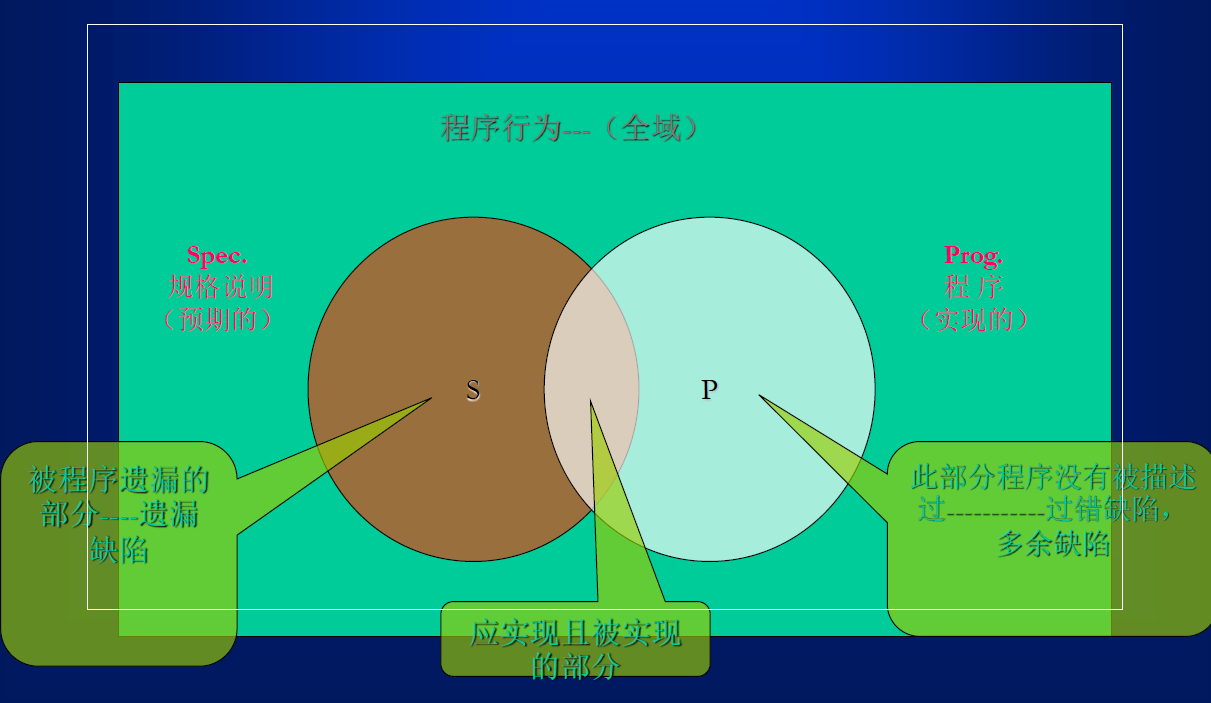 程序行为---（全域）
Spec.
规格说明
（预期的）
Prog.
程 序
（实现的）
S
P
被程序遗漏的
部分----遗漏
缺陷
应实现且被实现
的部分
此部分程序没有被描述
过-----------过错缺陷，
多余缺陷